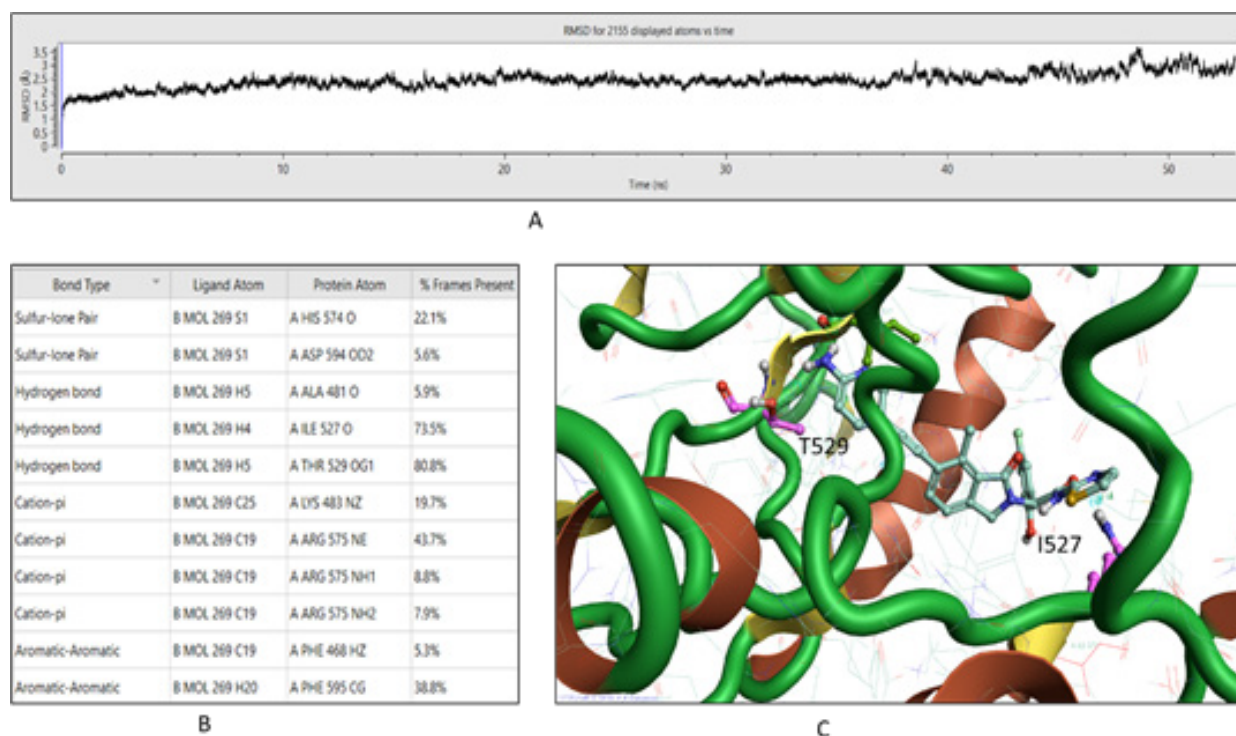 RMSD for 2155 displayed atoms vs time
RMSD (Å)
3.5
2.5
2
1.5
0.5
0
0 10 20 30 40 50
Time (ns)
A
Bond Type Ligand Atom Protein Atom % Frames Present
Sulfur-lone Pair B MOL 269 S1 A HIS 574 O 22.1%
Sulfur-lone Pair B MOL 269 S1 A ASP 594 OD2 5.6%
Hydrogen bond B MOL 269 H5 A ALA 481 O 5.9%
Hydrogen bond B MOL 269 H4 A ILE 527 O 73.5%
Hydrogen bond B MOL 269 H5 A THR 529 OG1 80.8%
Cation-pi B MOL 269 C25 A LYS 483 NZ 19.7%
Cation-pi B MOL 269 C19 A ARG 575 NE 43.7%
Cation-pi B MOL 269 C19 A ARG 575 NH1 8.8%
Cation-pi B MOL 269 C19 A ARG 575 NH2 7.9%
Aromatic-Aromatic B MOL 269 C19 A PHE 468 HZ 5.3%
Aromatic-Aromatic B MOL 269 H20 A PHE 595 CG 38.8%
B
T529
I527
C